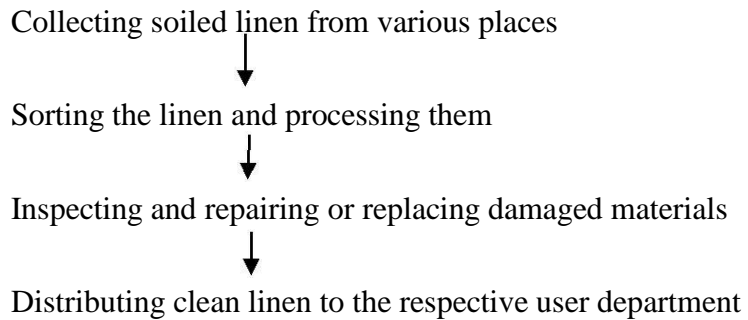 Collecting soiled linen from various places
Sorting the linen and processing them
Inspecting and repairing or replacing damaged materials
Distributing clean linen to the respective user department